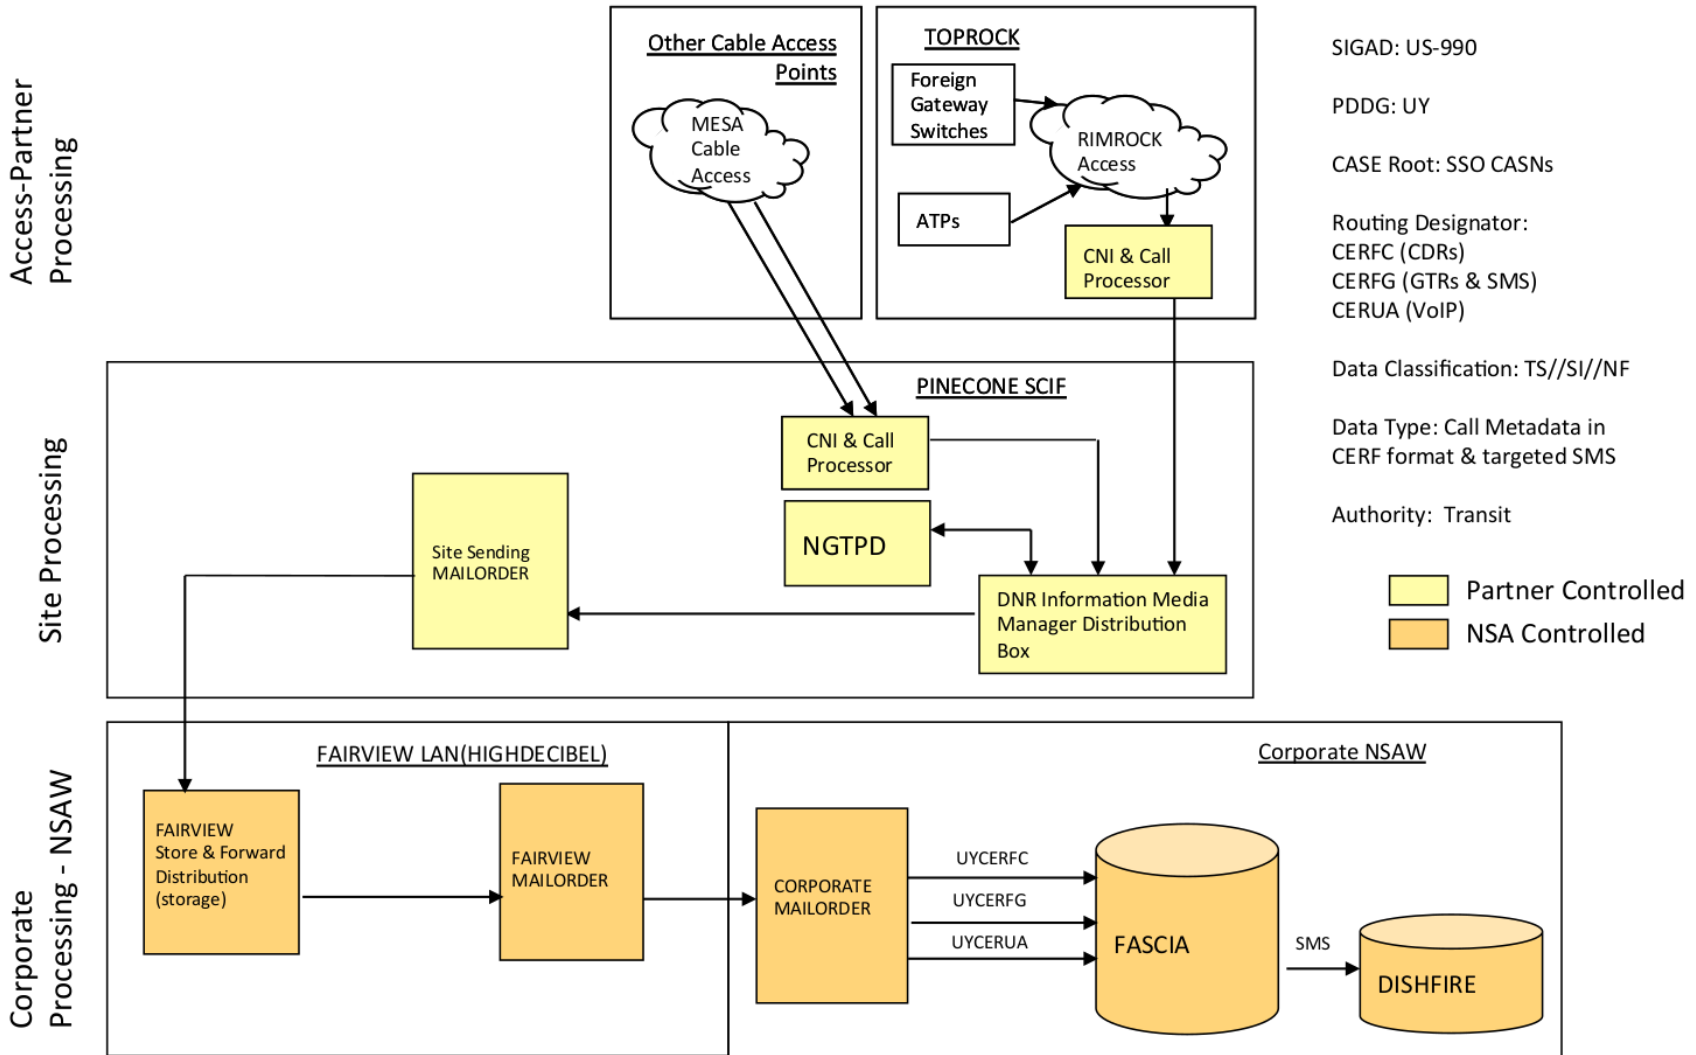 Access-Partner
Processing
Other Cable Access
Points
MESA
Cable
Access
TOPROCK
Foreign
Gateway
Switches
RIMROCK
Access
ATPs
CNI & Call
Processor
SIGAD: US-990
PDDG: UY
CASE Root: SSO CASNs
Routing Designator:
CERFC (CDRs)
CERFG (GTRs & SMS)
CERUA (VoIP)
Data Classification: TS//SI//NF
Data Type: Call Metadata in
CERF format & targeted SMS
Authority: Transit
Partner Controlled
NSA Controlled
Site Processing
PINECONE SCIF
CNI & Call
Processor
NGTPD
Site Sending
MAILORDER
DNR Information Media
Manager Distribution
Box
Corporate
Processing - NSAW
FAIRVIEW LAN(HIGHDECIBEL)
FAIRVIEW
Store & Forward
Distribution
(storage)
FAIRVIEW
MAILORDER
Corporate NSAW
CORPORATE
MAILORDER
UYCERFC
UYCERFG
UYCERUA
FASCIA
SMS
DISHFIRE